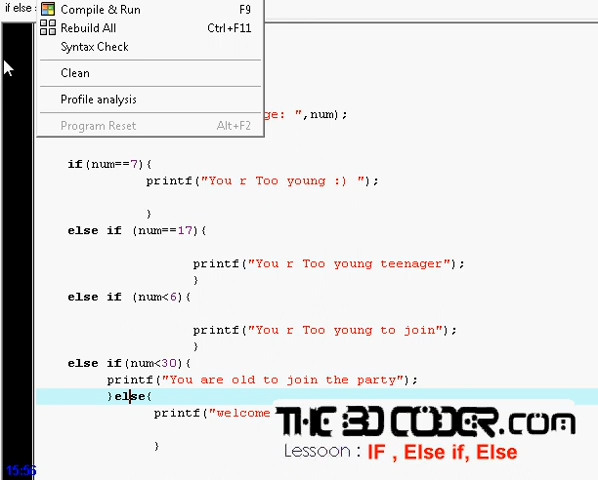 if else
Compile & Run F9
Rebuild All Ctrl+F11
Syntax Check
Clean
Profile analysis
Program Reset Alt+F2
ge: ",num);
if(num==7){
printf("You r Too young :) ");
}
else if (num==17){
printf("You r Too young teenager");
}
else if (num<6){
printf("You r Too young to join");
}
else if(num<30){
printf("You are old to join the party");
}else{
printf("welcome
}
THE 3D CODER.com
Lessoon : IF , Else if, Else
15:56